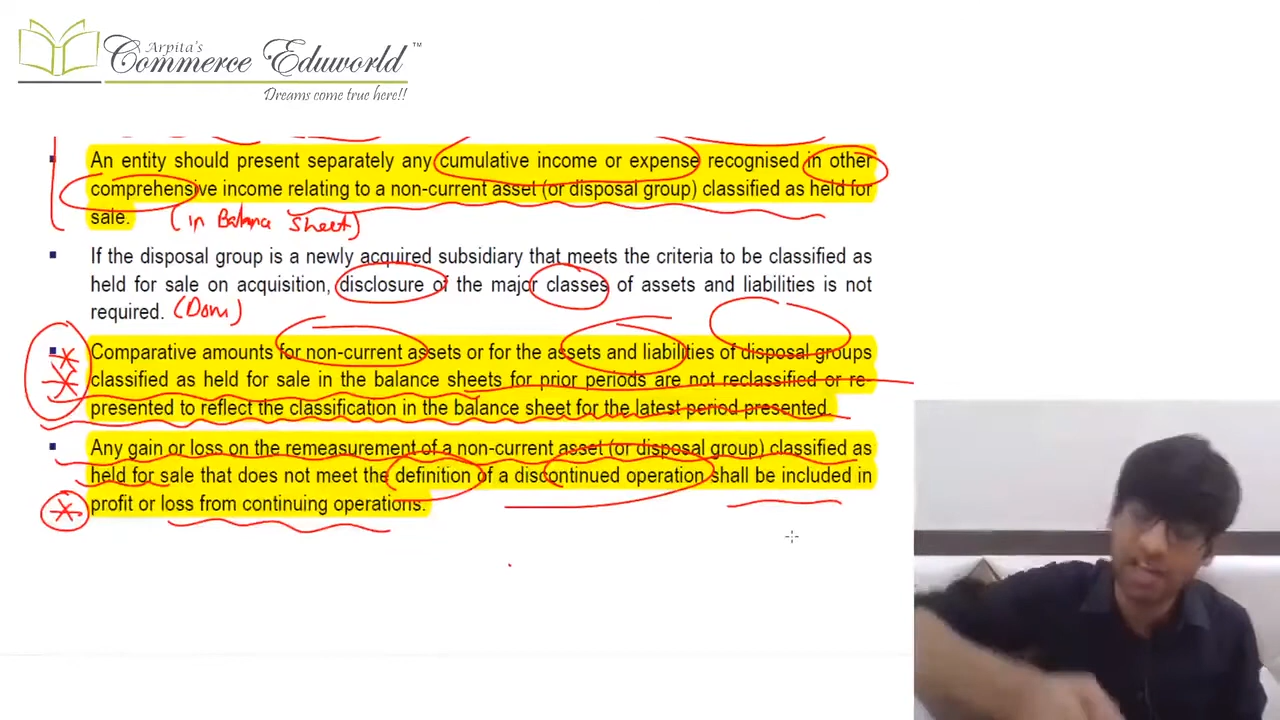 Arpita's
Commerce Eduworld™
Dreams come true here!!
▪ An entity should present separately any cumulative income or expense recognised in other
comprehensive income relating to a non-current asset (or disposal group) classified as held for
sale. (in Balance Sheet)
▪ If the disposal group is a newly acquired subsidiary that meets the criteria to be classified as
held for sale on acquisition, disclosure of the major classes of assets and liabilities is not
required.
▪ Comparative amounts for non-current assets or for the assets and liabilities of disposal groups
classified as held for sale in the balance sheets for prior periods are not reclassified or re-
presented to reflect the classification in the balance sheet for the latest period presented.
▪ Any gain or loss on the remeasurement of a non-current asset (or disposal group) classified as
held for sale that does not meet the definition of a discontinued operation shall be included in
profit or loss from continuing operations.